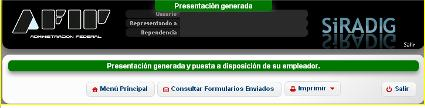 Presentación generada
Usuario
Representando a
Dependencia
AFIP
ADMINISTRACION FEDERAL
SiRADIG
Salir
Presentación generada y puesta a disposición de su empleador.
Menú Principal
Consultar Formularios Enviados
Imprimir
Salir